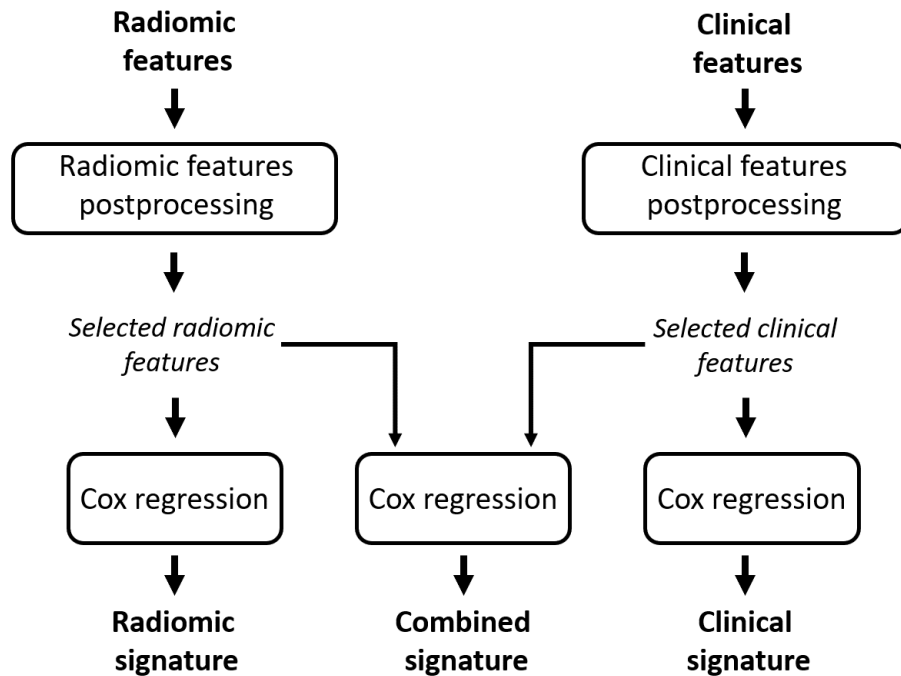 Radiomic
features
Clinical
features
Radiomic features
postprocessing
Clinical features
postprocessing
Selected radiomic
features
Selected clinical
features
Cox regression
Cox regression
Cox regression
Radiomic
signature
Combined
signature
Clinical
signature